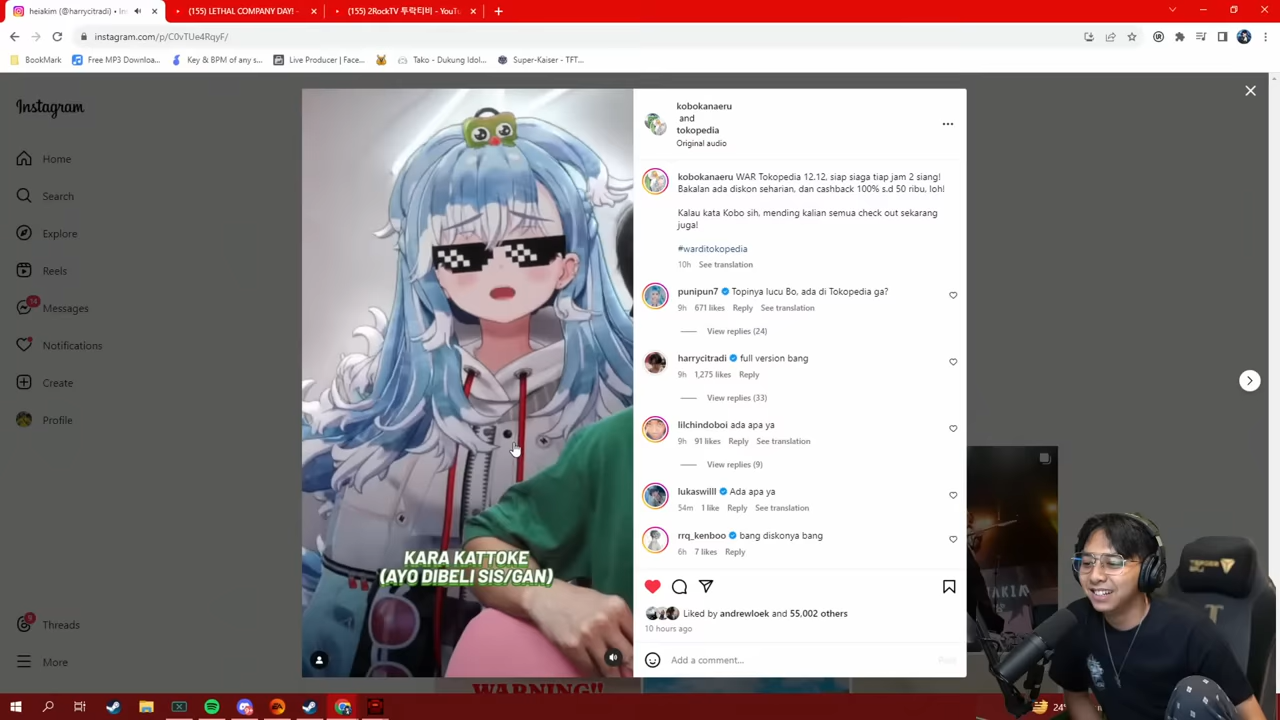 heiakim (@harrycitradi) • In
(155) LETHAL COMPANY DAY! -
(155) 2RockTV 투락티비 - YouTu
instagram.com/p/C0vTUe4RqyF/
BookMark
Free MP3 Downloa...
Key & BPM of any s...
Live Producer | Face...
Tako - Dukung Idol...
Super-Kaiser - TFT...
Instagram
Home
Search
Explore
Reels
14
Messages
Notifications
Create
Profile
Threads
More
KARA KATTOKE
(AYO DIBELI SIS/GAN)
kobokanaeru
and
tokopedia
Original audio
kobokanaeru WAR Tokopedia 12.12, siap siaga tiap jam 2 siang!
Bakalan ada diskon seharian, dan cashback 100% s.d 50 ribu, loh!
Kalau kata Kobo sih, mending kalian semua check out sekarang
juga!
#warditokopedia
10h See translation
punipun7 Topinya lucu Bo, ada di Tokopedia ga?
9h 671 likes Reply See translation
View replies (24)
harrycitradi full version bang
9h 1,275 likes Reply
View replies (33)
lilchindoboi ada apa ya
9h 91 likes Reply See translation
View replies (9)
lukaswilll Ada apa ya
54m 1 like Reply See translation
rrq_kenboo bang diskonya bang
6h 7 likes Reply
Liked by andrewloek and 55,002 others
10 hours ago
Add a comment...
Post
WARNING!!
24°